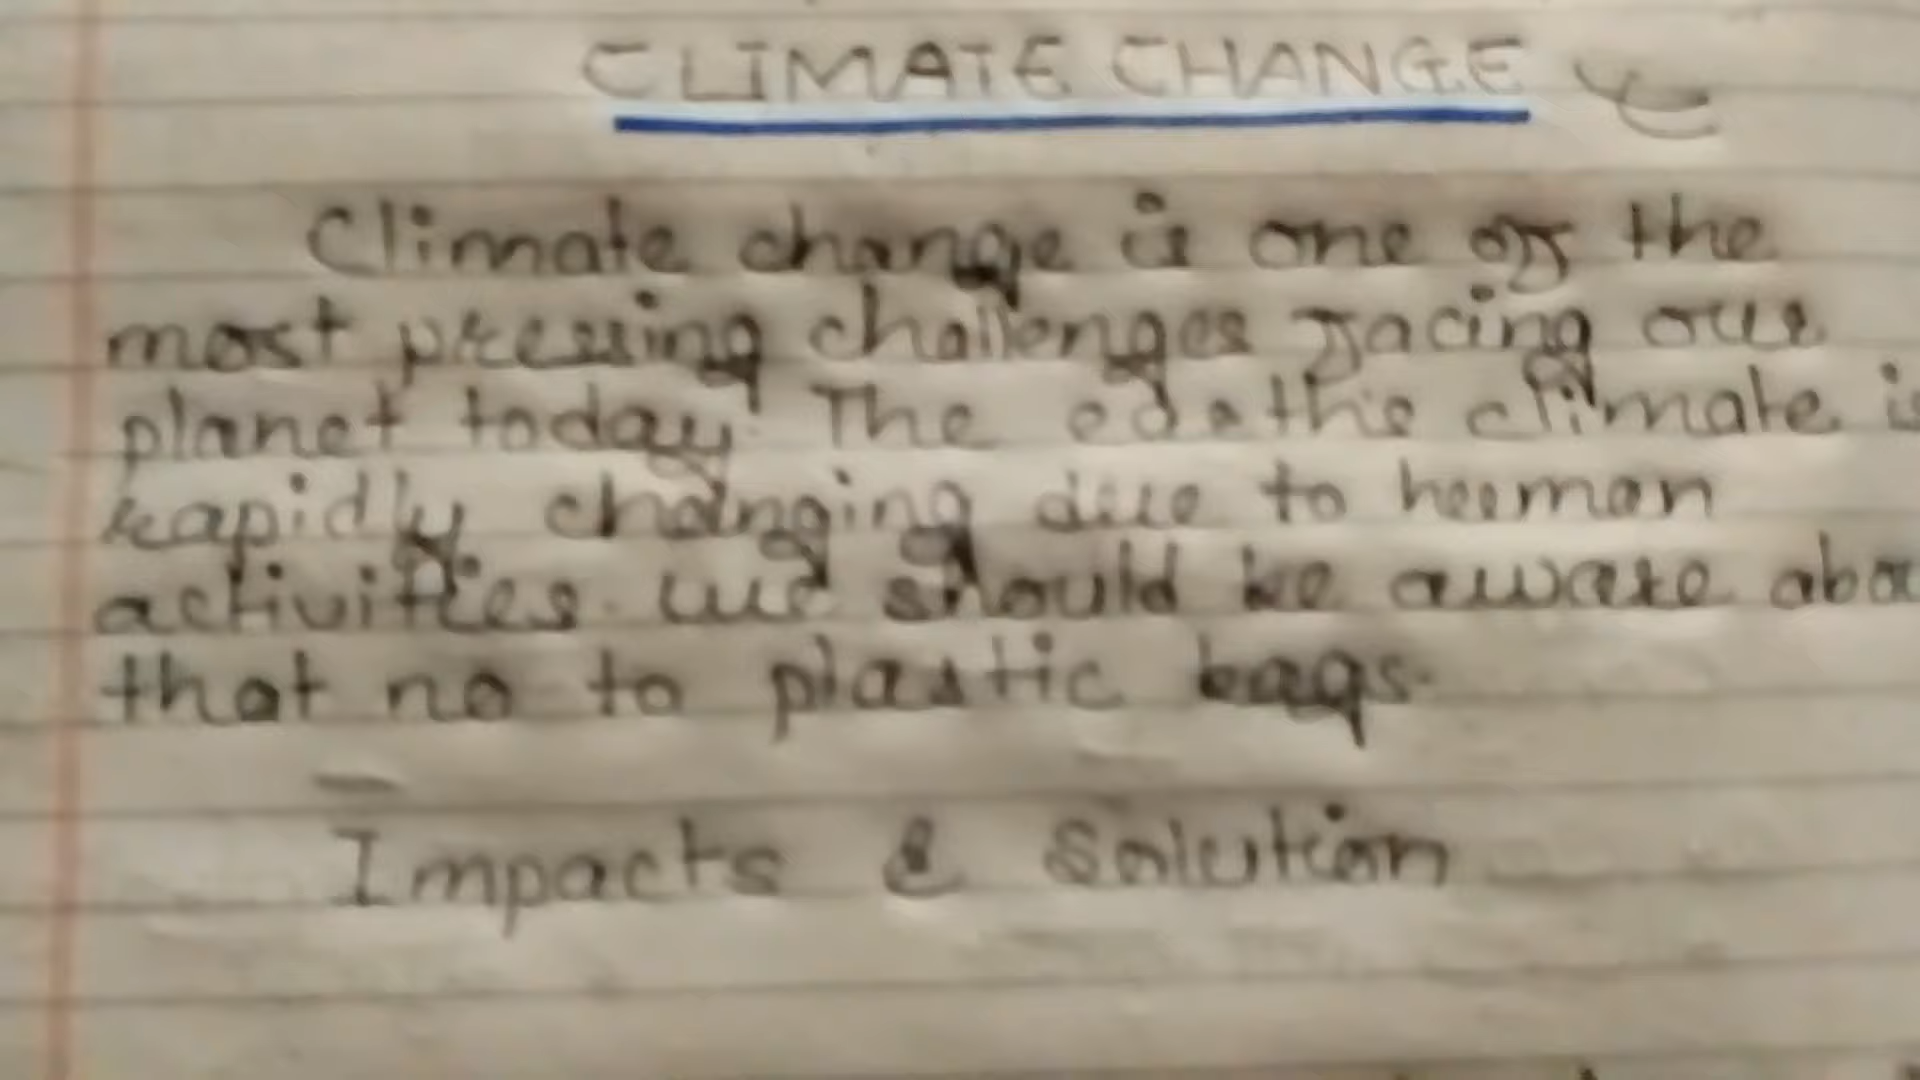 CLIMATE CHANGE
Climate change is one of the
most pressing challenges facing our
planet today. The climate is
rapidly changing due to human
activities. we should be aware abo
that no to plastic bags.
Impacts & Solution